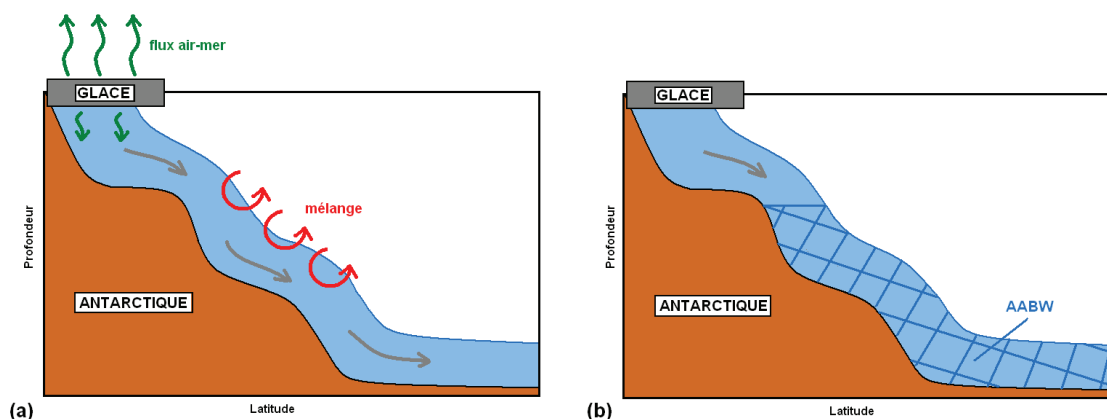 flux air-mer
GLACE
mélange
ANTARCTIQUE
Profondeur
Latitude
(a)
GLACE
ANTARCTIQUE
AABW
Profondeur
Latitude
(b)